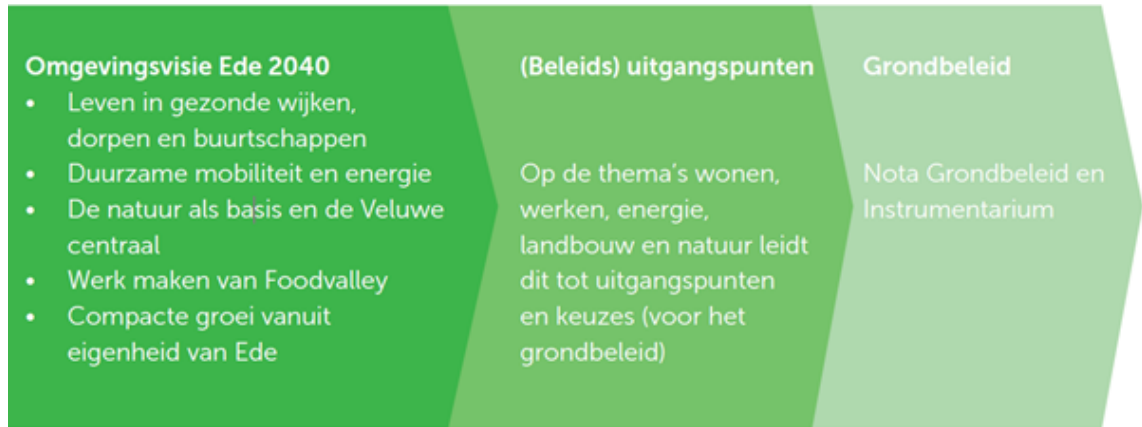 Omgevingsvisie Ede 2040
• Leven in gezonde wijken,
dorpen en buurtschappen
• Duurzame mobiliteit en energie
• De natuur als basis en de Veluwe
centraal
• Werk maken van Foodvalley
• Compacte groei vanuit
eigenheid van Ede
(Beleids) uitgangspunten
Op de thema's wonen,
werken, energie,
landbouw en natuur leidt
dit tot uitgangspunten
en keuzes (voor het
grondbeleid)
Grondbeleid
Nota Grondbeleid en
Instrumentarium